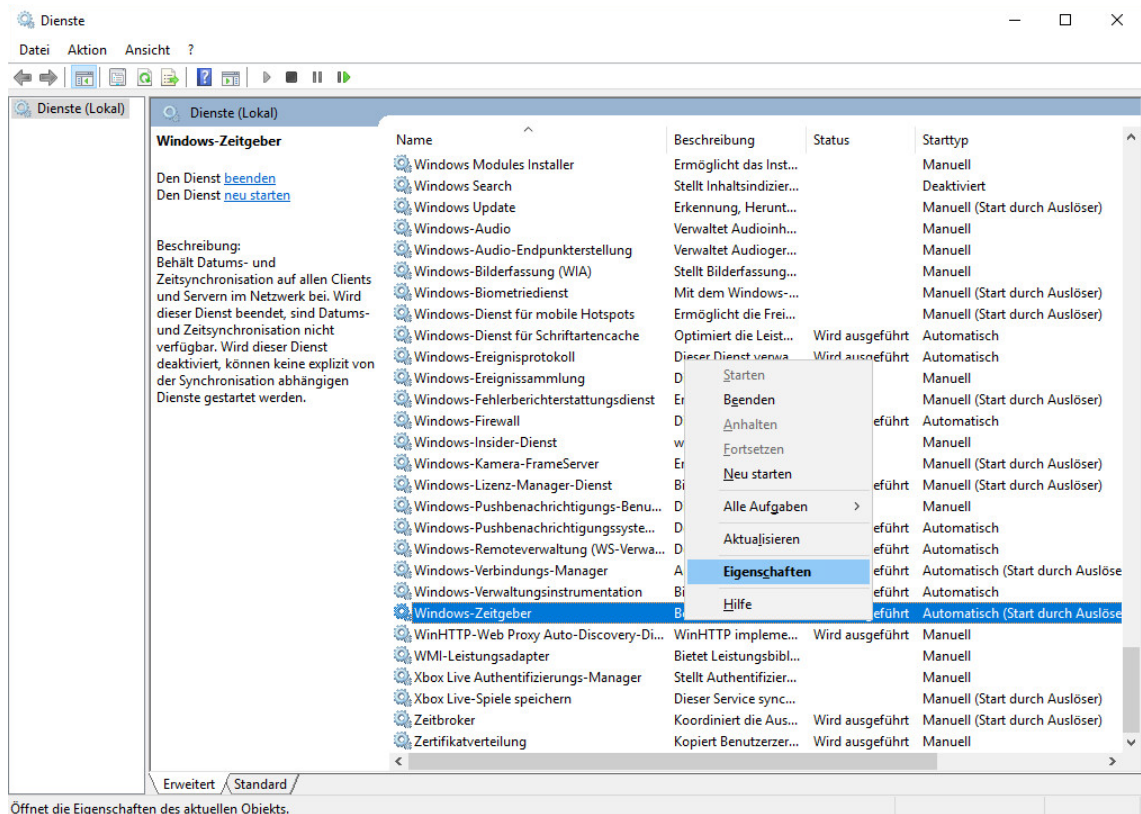 Dienste
Datei Aktion Ansicht ?
Dienste (Lokal)
Dienste (Lokal)
Windows-Zeitgeber
Den Dienst beenden
Den Dienst neu starten
Beschreibung:
Behält Datums- und
Zeitsynchronisation auf allen Clients
und Servern im Netzwerk bei. Wird
dieser Dienst beendet, sind Datums-
und Zeitsynchronisation nicht
verfügbar. Wird dieser Dienst
deaktiviert, können keine explizit von
der Synchronisation abhängigen
Dienste gestartet werden.
Name Beschreibung Status Starttyp
Windows Modules Installer Ermöglicht das Inst... Manuell
Windows Search Stellt Inhaltsindizier... Deaktiviert
Windows Update Erkennung, Herunt... Manuell (Start durch Auslöser)
Windows-Audio Verwaltet Audioinh... Manuell
Windows-Audio-Endpunkterstellung Verwaltet Audioger... Manuell
Windows-Bilderfassung (WIA) Stellt Bilderfassung... Manuell
Windows-Biometriedienst Mit dem Windows-... Manuell (Start durch Auslöser)
Windows-Dienst für mobile Hotspots Ermöglicht die Frei... Manuell (Start durch Auslöser)
Windows-Dienst für Schriftartencache Optimiert die Leist... Wird ausgeführt Automatisch
Windows-Ereignisprotokoll Dieser Dienst verwa Wird ausgeführt Automatisch
Windows-Ereignissammlung D Manuell
Windows-Fehlerberichterstattungsdienst Er Manuell (Start durch Auslöser)
Windows-Firewall D eführt Automatisch
Windows-Insider-Dienst w Manuell
Windows-Kamera-FrameServer Er Manuell (Start durch Auslöser)
Windows-Lizenz-Manager-Dienst Bi eführt Manuell (Start durch Auslöser)
Windows-Pushbenachrichtigungs-Benu... D Manuell
Windows-Pushbenachrichtigungssyste... D eführt Automatisch
Windows-Remoteverwaltung (WS-Verwa... D eführt Automatisch
Windows-Verbindungs-Manager A eführt Automatisch (Start durch Auslöse
Windows-Verwaltungsinstrumentation Bi eführt Automatisch
Windows-Zeitgeber Be eführt Automatisch (Start durch Auslöse
WinHTTP-Web Proxy Auto-Discovery-Di... WinHTTP impleme... Wird ausgeführt Manuell
WMI-Leistungsadapter Bietet Leistungsbibl... Manuell
Xbox Live Authentifizierungs-Manager Stellt Authentifizier... Manuell
Xbox Live-Spiele speichern Dieser Service sync... Manuell (Start durch Auslöser)
Zeitbroker Koordiniert die Aus... Wird ausgeführt Manuell (Start durch Auslöser)
Zertifikatverteilung Kopiert Benutzerzer... Wird ausgeführt Manuell
Starten
Beenden
Anhalten
Fortsetzen
Neu starten
Alle Aufgaben
Aktualisieren
Eigenschaften
Hilfe
Erweitert Standard
Öffnet die Eigenschaften des aktuellen Objekts.